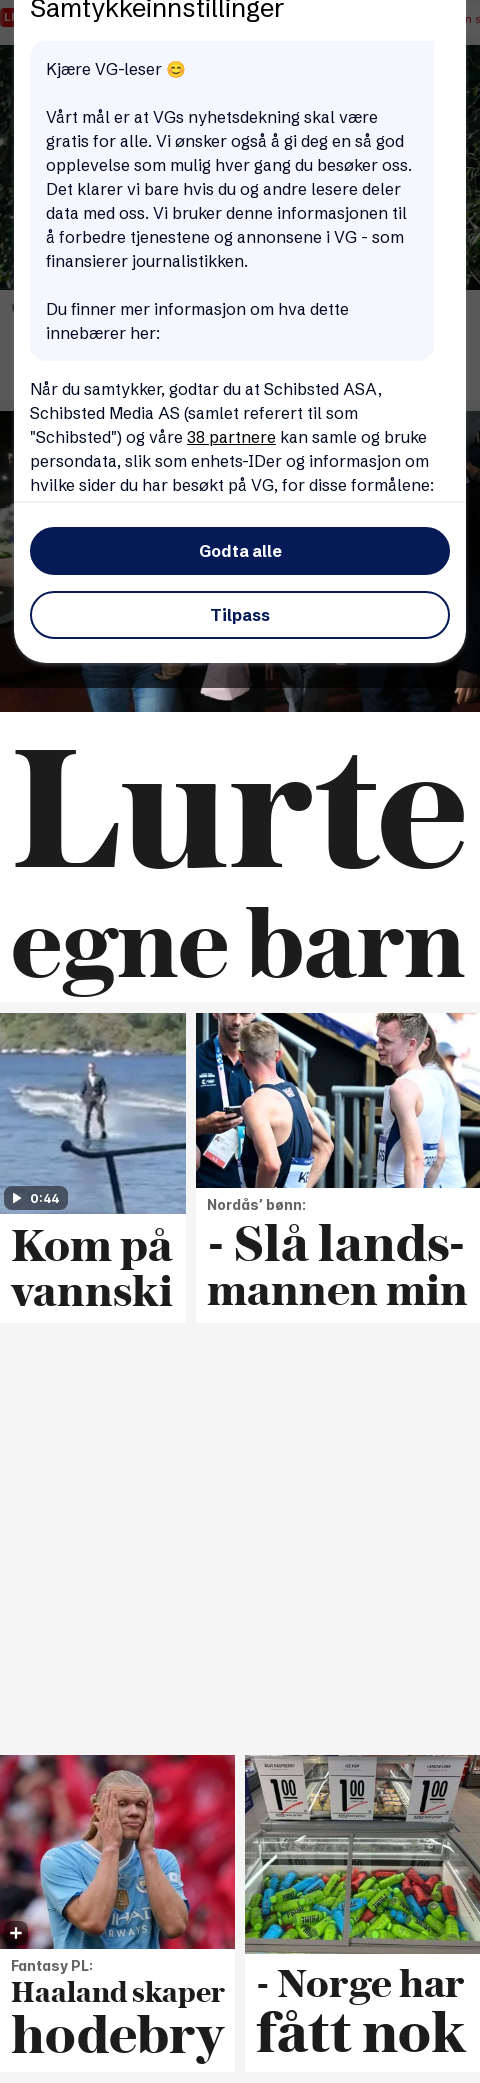 Samtykkeinnstillinger
Kjære VG-leser 😊
Vårt mål er at VGs nyhetsdekning skal være
gratis for alle. Vi ønsker også å gi deg en så god
opplevelse som mulig hver gang du besøker oss.
Det klarer vi bare hvis du og andre lesere deler
data med oss. Vi bruker denne informasjonen til
å forbedre tjenestene og annonsene i VG - som
finansierer journalistikken.
Du finner mer informasjon om hva dette
innebærer her:
Når du samtykker, godtar du at Schibsted ASA,
Schibsted Media AS (samlet referert til som
"Schibsted") og våre 38 partnere kan samle og bruke
persondata, slik som enhets-IDer og informasjon om
hvilke sider du har besøkt på VG, for disse formålene:
Godta alle
Tilpass
Lurte
egne barn
0:44
Kom på
vannski
Nordås’ bønn:
- Slå lands-
mannen min
Fantasy PL:
Haaland skaper
hodebry
1.00
1.00
1.00
- Norge har
fått nok